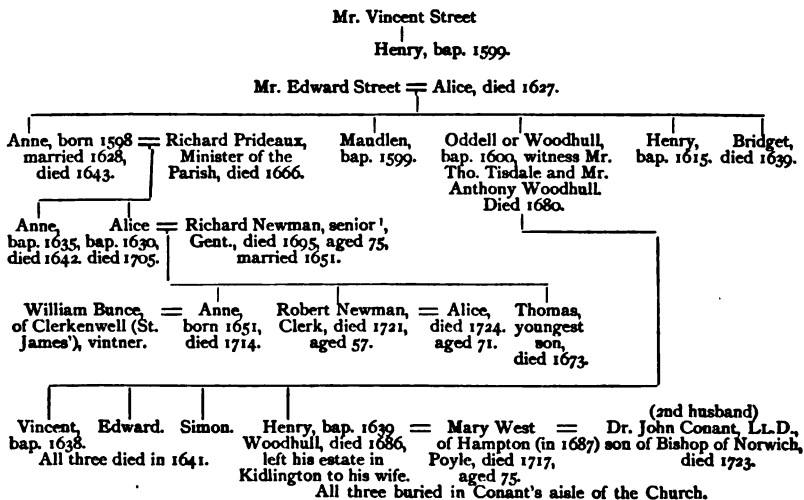 Mr. Vincent Street
Henry, bap. 1599.
Mr. Edward Street = Alice, died 1627.
Anne, born 1598 = Richard Prideaux, Maudlen, Oddell or Woodhull, Henry, Bridget,
married 1628, Minister of the bap. 1599. bap. 1600, witness Mr. bap. 1615. died 1639.
died 1643. Parish, died 1666. Tho. Tisdale and Mr.
Anthony Woodhull.
Died 1680.
Anne, Alice = Richard Newman, senior ¹,
bap. 1635, bap. 1630, Gent., died 1695, aged 75,
died 1642. died 1705. married 1651.
William Bunce, = Anne, Robert Newman, = Alice, Thomas,
of Clerkenwell (St. born 1651, Clerk, died 1721, died 1724. youngest
James'), vintner. died 1714. aged 57. aged 71. son,
died 1673.
(2nd husband)
Vincent, Edward. Simon. Henry, bap. 1639 = Mary West = Dr. John Conant, LL.D.,
bap. 1638. Woodhull, died 1686, of Hampton (in 1687) son of Bishop of Norwich,
All three died in 1641. left his estate in Poyle, died 1717, died 1723.
Kidlington to his wife. aged 75.
All three buried in Conant's aisle of the Church.